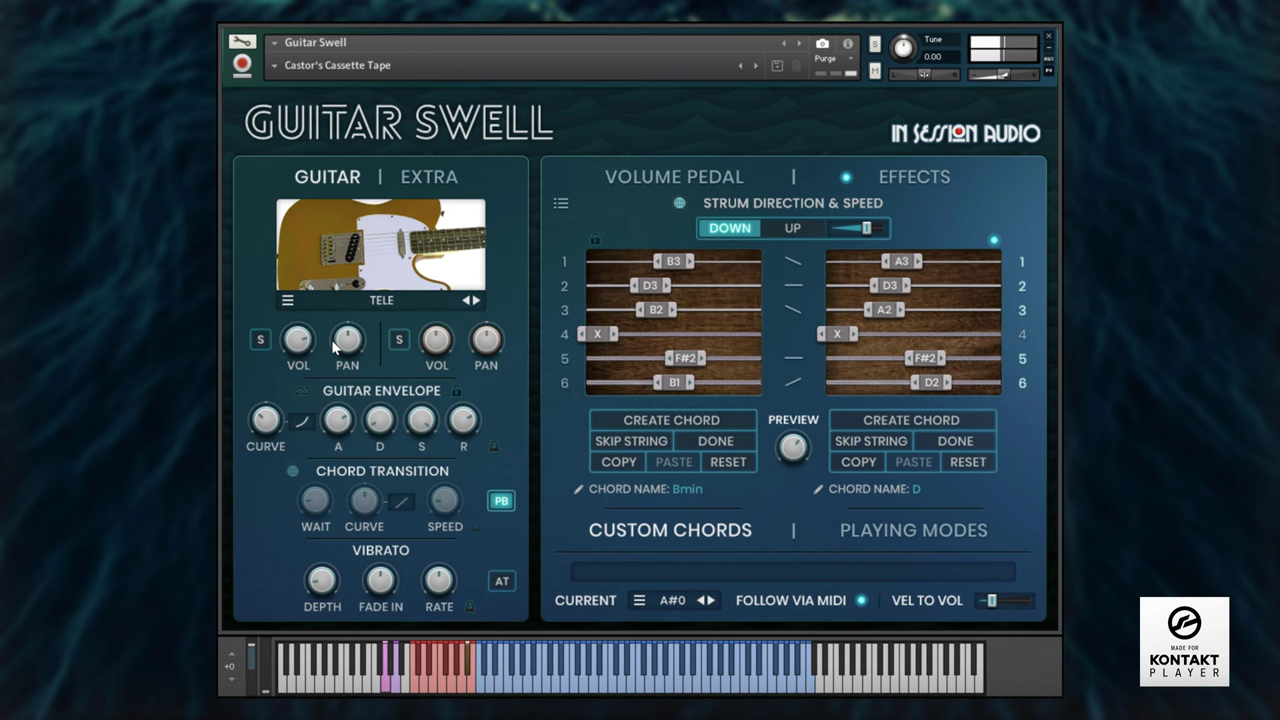 Guitar Swell
Castor's Cassette Tape
Purge
S
M
Tune
0.00
AUX
PV
GUITAR SWELL
IN SESSION AUDIO
GUITAR | EXTRA
TELE
S
VOL
PAN
S
VOL
PAN
GUITAR ENVELOPE
CURVE
A
D
S
R
CHORD TRANSITION
WAIT
CURVE
SPEED
PB
VIBRATO
DEPTH
FADE IN
RATE
AT
VOLUME PEDAL | EFFECTS
STRUM DIRECTION & SPEED
DOWN UP
1 B3 A3 1
2 D3 D3 2
3 B2 A2 3
4 X X 4
5 F#2 F#2 5
6 B1 D2 6
CREATE CHORD
SKIP STRING DONE
COPY PASTE RESET
CHORD NAME: Bmin
PREVIEW
CREATE CHORD
SKIP STRING DONE
COPY PASTE RESET
CHORD NAME: D
CUSTOM CHORDS | PLAYING MODES
CURRENT A#0 FOLLOW VIA MIDI VEL TO VOL
+0
MADE FOR
KONTAKT
PLAYER